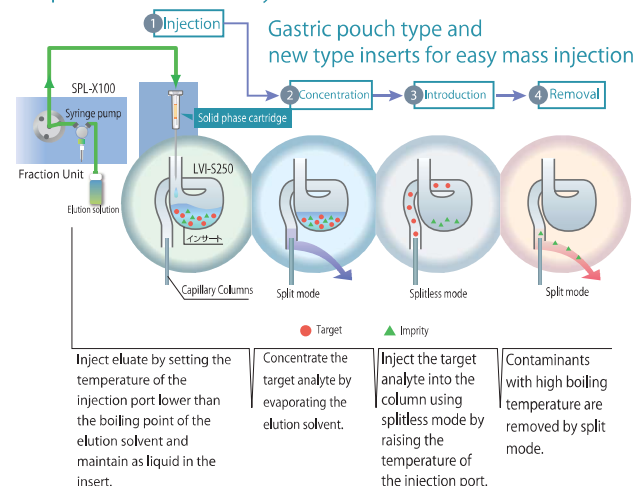 1 Injection
Gastric pouch type and
new type inserts for easy mass injection
2 Concentration
3 Introduction
4 Removal
SPL-X100
Syringe pump
Solid phase cartridge
Fraction Unit
Elution solution
LVI-S250
インサート
Capillary Columns
Split mode
Splitless mode
Split mode
Target
Imprity
Inject eluate by setting the
temperature of the
injection port lower than
the boiling point of the
elution solvent and
maintain as liquid in the
insert.
Concentrate the
target analyte by
evaporating the
elution solvent.
Inject the target
analyte into the
column using
splitless mode by
raising the
temperature of
the injection port.
Contaminants
with high boiling
temperature are
removed by split
mode.